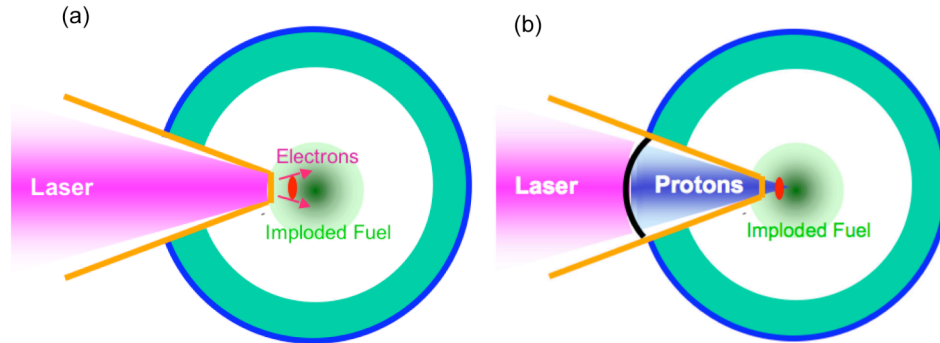 (a)
Electrons
Laser
Imploded Fuel
(b)
Laser
Protons
Imploded Fuel